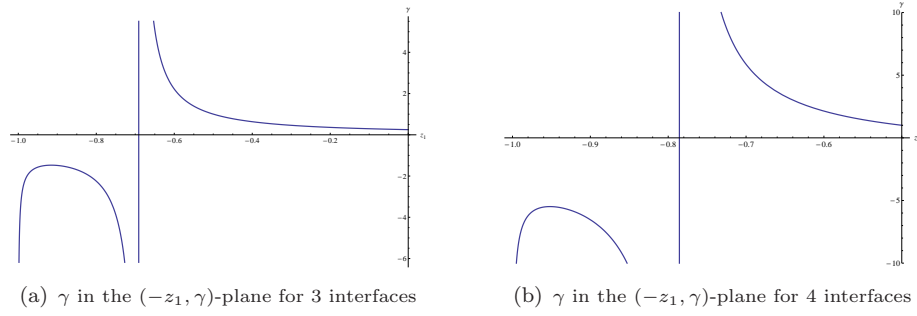 γ
4
2
-1.0 -0.8 -0.6 -0.4 -0.2 z₁
-2
-4
-6
(a) γ in the (−z₁, γ)-plane for 3 interfaces
γ
10
5
-1.0 -0.9 -0.8 -0.7 -0.6 z
-5
-10
(b) γ in the (−z₁, γ)-plane for 4 interfaces